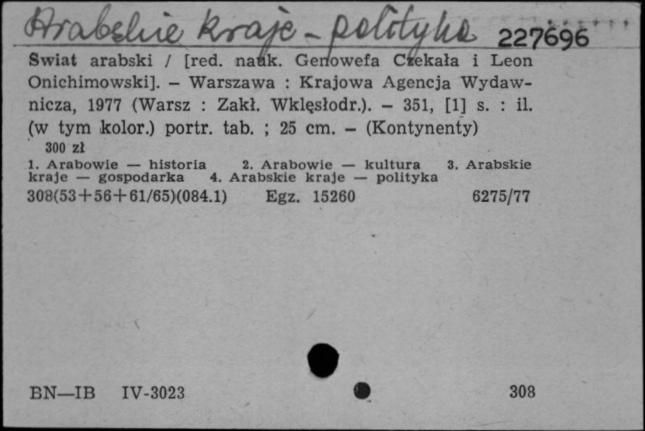 Arabskie kraje – polityka 227696
Świat arabski / [red. nauk. Genowefa Czekała i Leon
Onichimowski]. – Warszawa : Krajowa Agencja Wydaw-
nicza, 1977 (Warsz : Zakł. Wklęsłodr.). – 351, [1] s. : il.
(w tym kolor.) portr. tab. ; 25 cm. – (Kontynenty)
300 zł
1. Arabowie — historia 2. Arabowie — kultura 3. Arabskie
kraje — gospodarka 4. Arabskie kraje — polityka
308(53+56+61/65)(084.1) Egz. 15260 6275/77
BN—IB IV-3023 308